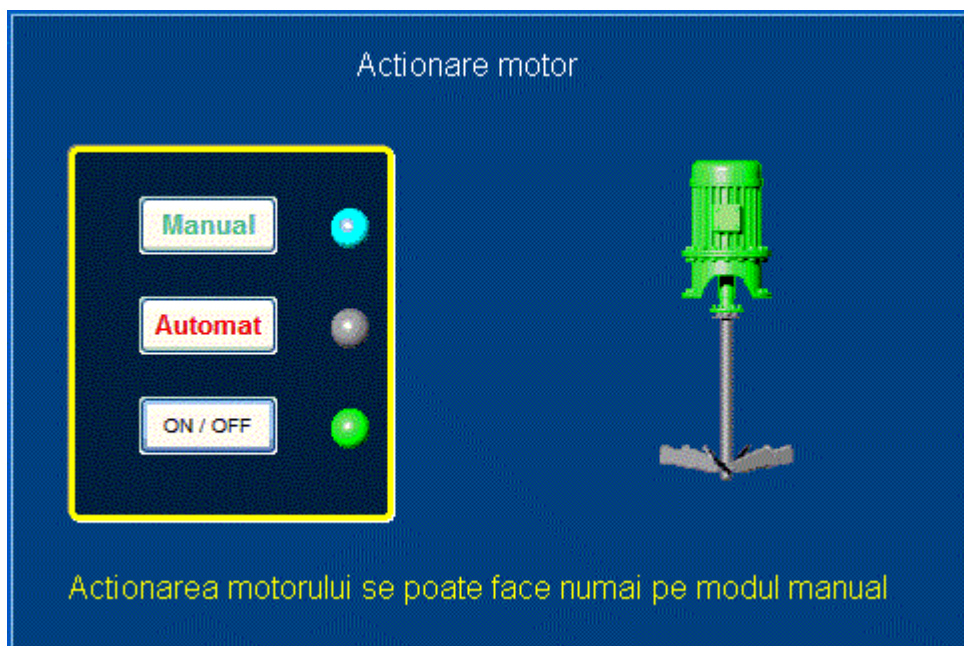 Actionare motor
Manual
Automat
ON / OFF
Actionarea motorului se poate face numai pe modul manual